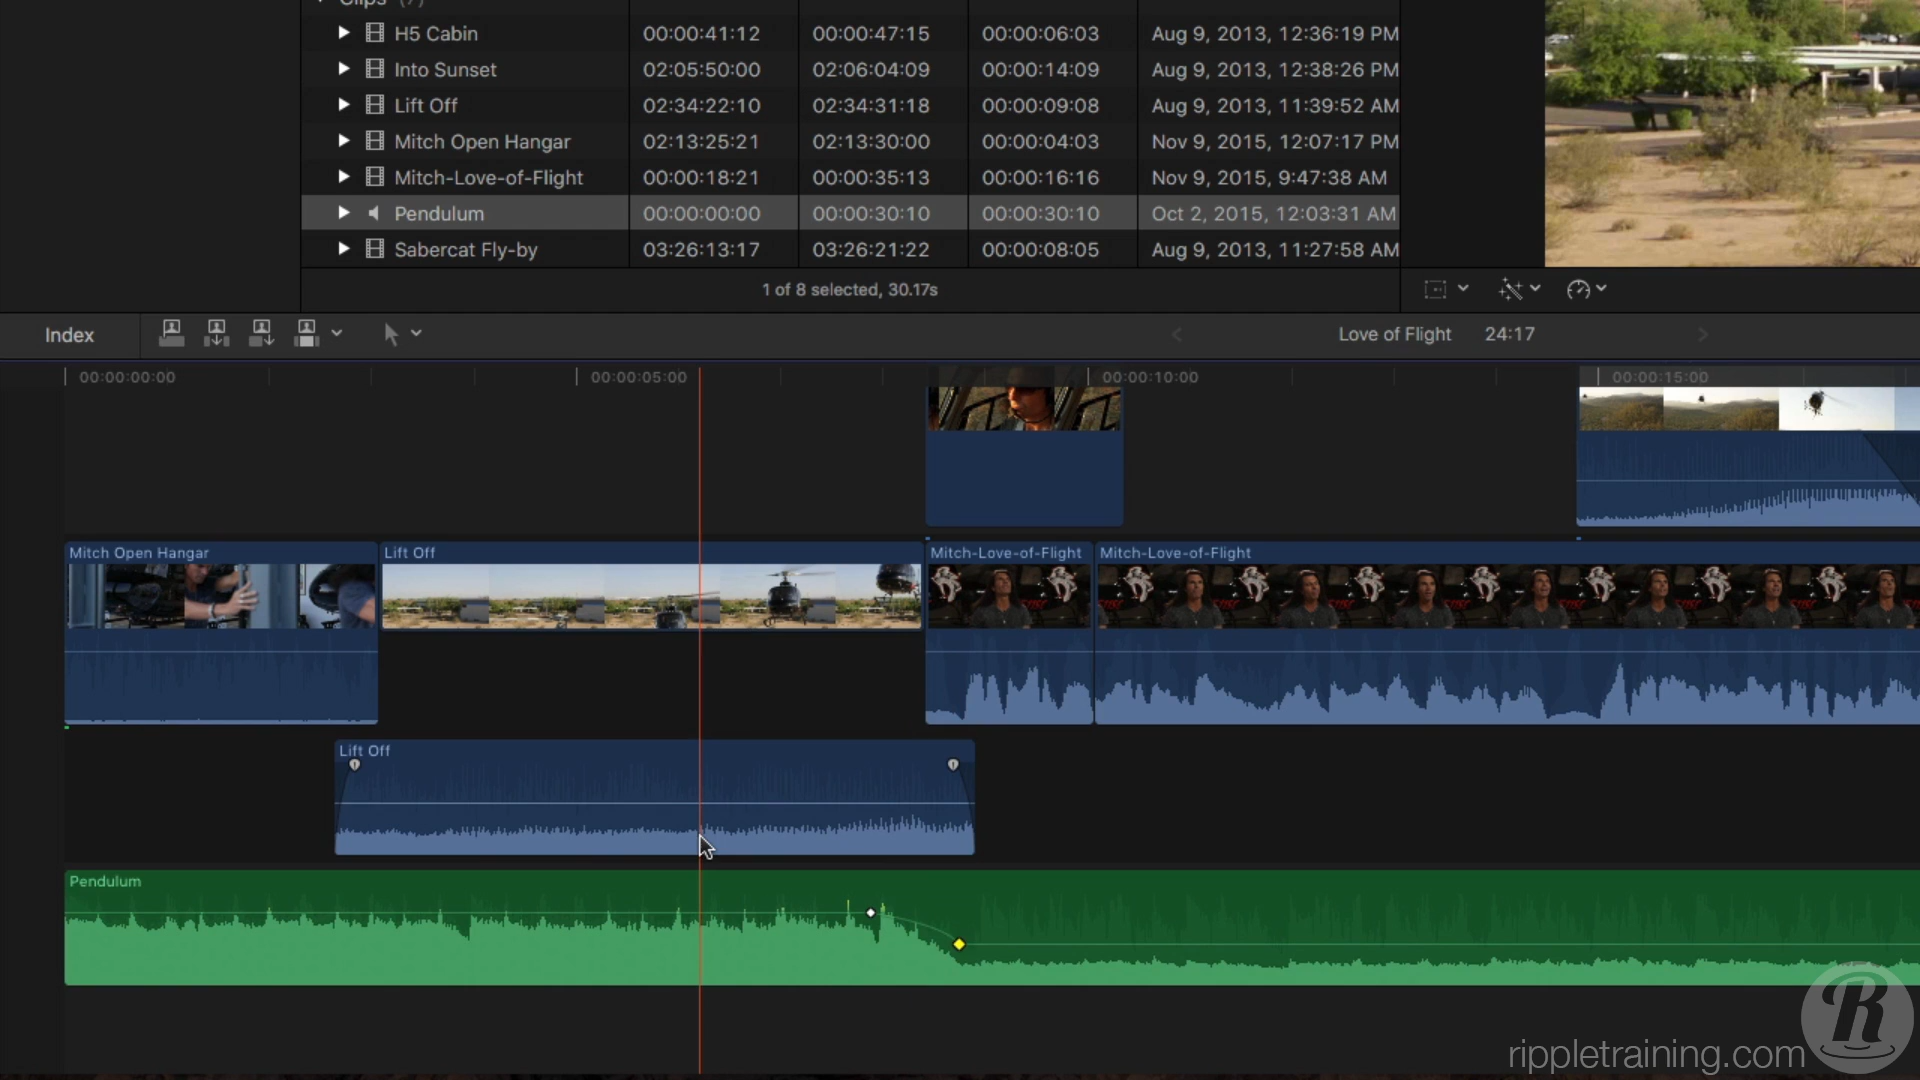 Clips (7)
H5 Cabin 00:00:41:12 00:00:47:15 00:00:06:03 Aug 9, 2013, 12:36:19 PM
Into Sunset 02:05:50:00 02:06:04:09 00:00:14:09 Aug 9, 2013, 12:38:26 PM
Lift Off 02:34:22:10 02:34:31:18 00:00:09:08 Aug 9, 2013, 11:39:52 AM
Mitch Open Hangar 02:13:25:21 02:13:30:00 00:00:04:03 Nov 9, 2015, 12:07:17 PM
Mitch-Love-of-Flight 00:00:18:21 00:00:35:13 00:00:16:16 Nov 9, 2015, 9:47:38 AM
Pendulum 00:00:00:00 00:00:30:10 00:00:30:10 Oct 2, 2015, 12:03:31 AM
Sabercat Fly-by 03:26:13:17 03:26:21:22 00:00:08:05 Aug 9, 2013, 11:27:58 AM
1 of 8 selected, 30.17s
Index Love of Flight 24:17
00:00:00:00 00:00:05:00 00:00:10:00 00:00:15:00
Mitch Open Hangar Lift Off Mitch-Love-of-Flight Mitch-Love-of-Flight
Lift Off
Pendulum
R
rippletraining.com